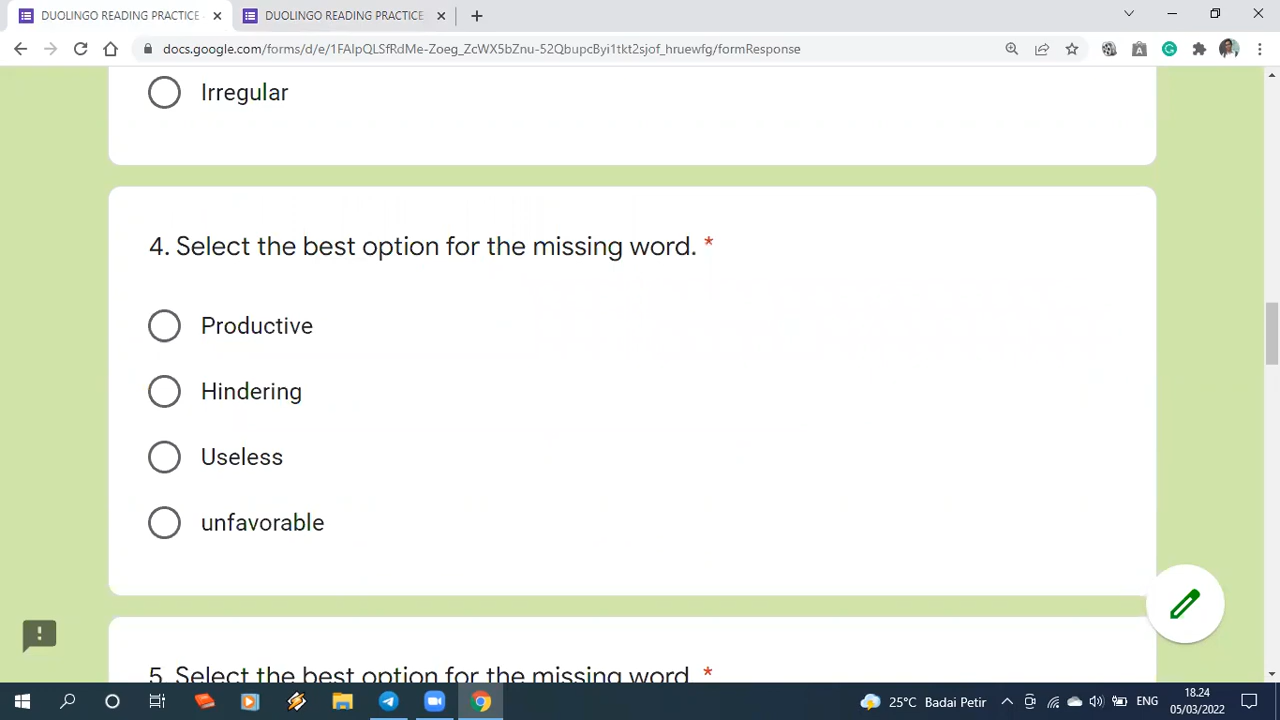 DUOLINGO READING PRACTICE
DUOLINGO READING PRACTICE
docs.google.com/forms/d/e/1FAIpQLSfRdMe-Zoeg_ZcWX5bZnu-52QbupcByi1tkt2sjof_hruewfg/formResponse
Irregular
4. Select the best option for the missing word. *
Productive
Hindering
Useless
unfavorable
5. Select the best option for the missing word. *
25°C Badai Petir
ENG
18.24
05/03/2022